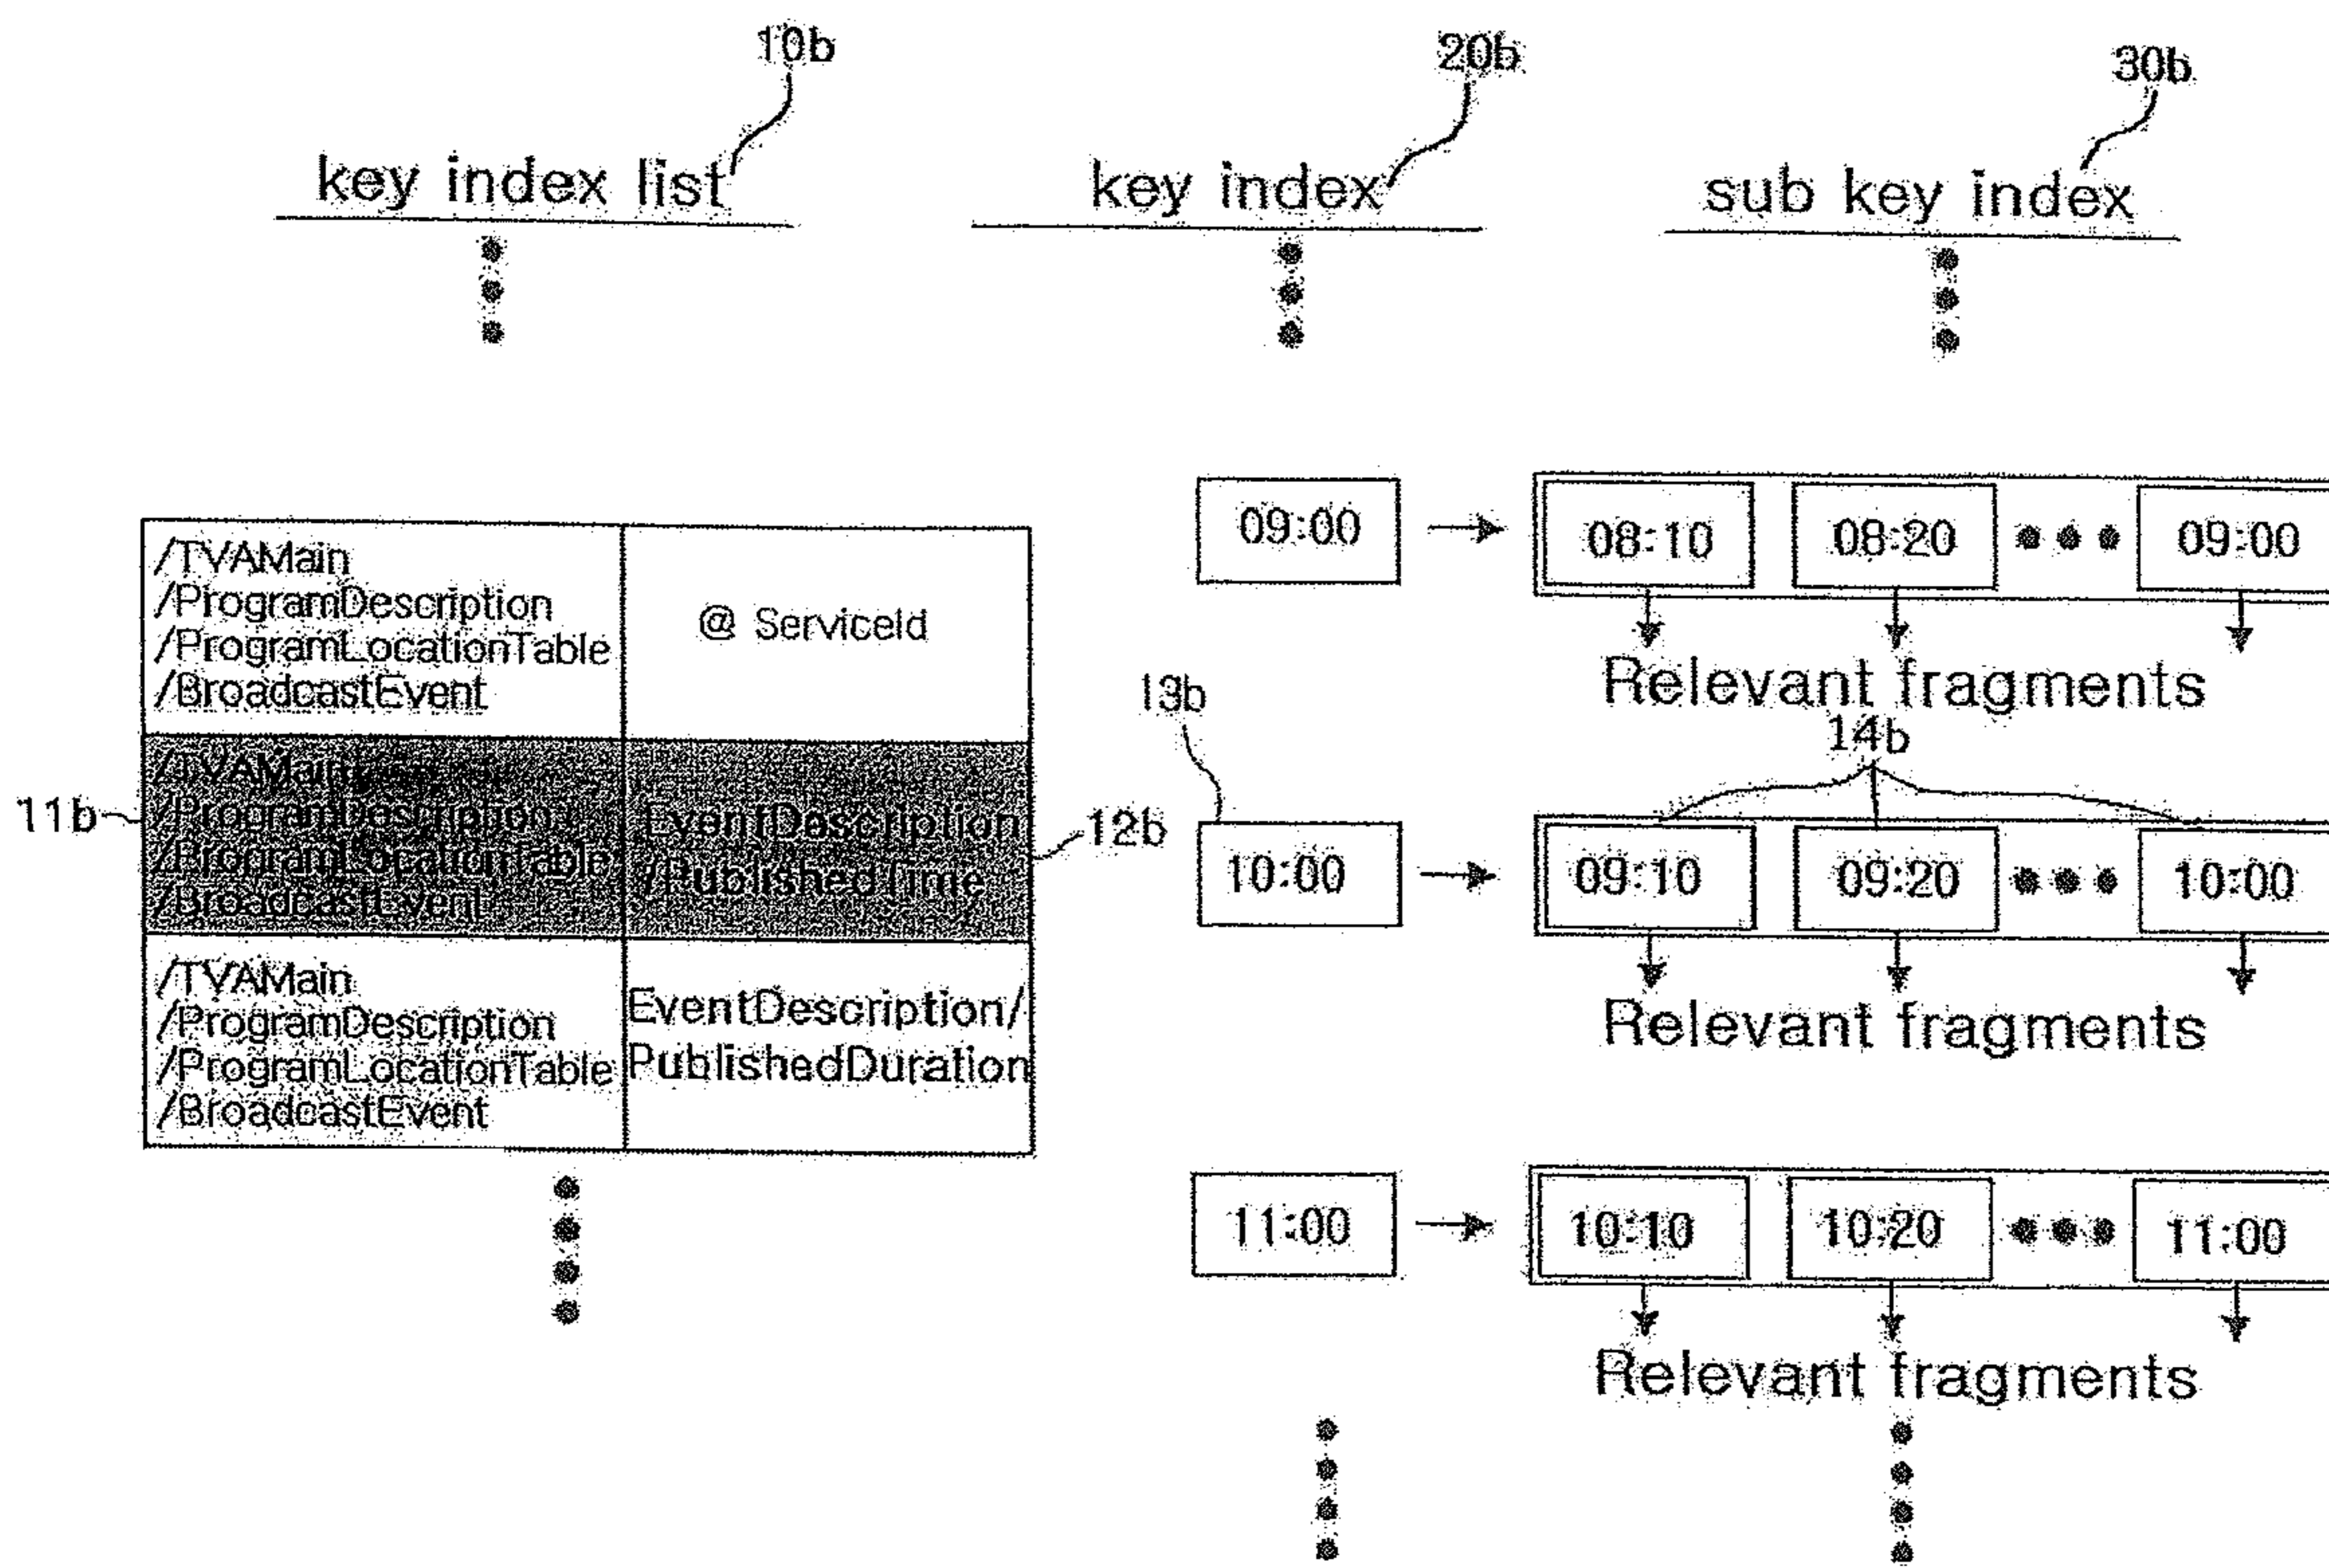 10b
20b
30b
key index list
key index
sub key index
/TVAMain
/ProgramDescription
/ProgramLocationTable
/BroadcastEvent
@ ServiceId
11b
/TVAMain
/ProgramDescription
/ProgramLocationTable
/BroadcastEvent
EventDescription
/PublishedTime
12b
/TVAMain
/ProgramDescription
/ProgramLocationTable
/BroadcastEvent
EventDescription/
PublishedDuration
09:00
08:10
08:20
09:00
Relevant fragments
13b
14b
10:00
09:10
09:20
10:00
Relevant fragments
11:00
10:10
10:20
11:00
Relevant fragments